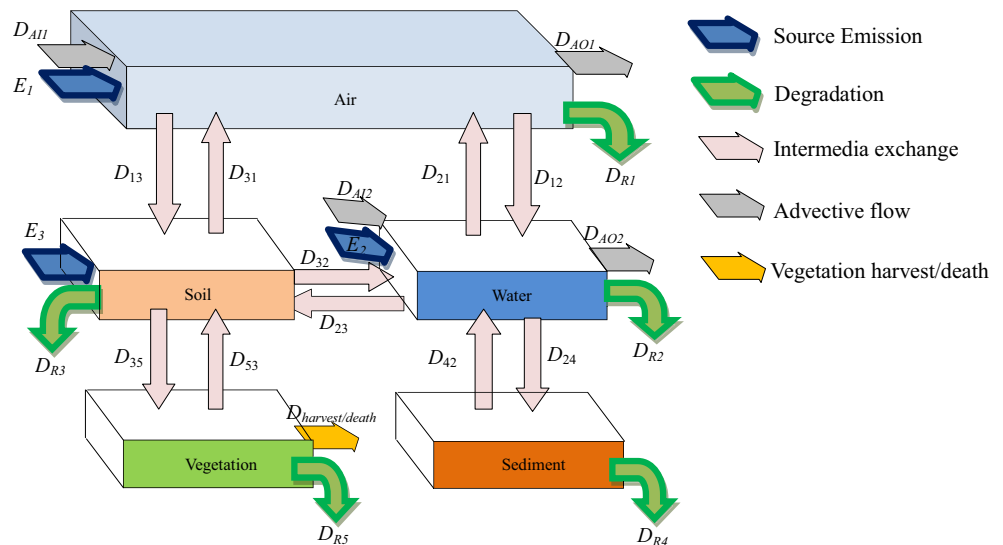 D_AI1
E_1
Air
D_AO1
D_R1
D_13
D_31
D_21
D_12
E_3
D_AI2
E_2
D_AO2
D_32
Soil
Water
D_23
D_R3
D_R2
D_35
D_53
D_42
D_24
D_harvest/death
Vegetation
Sediment
D_R5
D_R4
Source Emission
Degradation
Intermedia exchange
Advective flow
Vegetation harvest/death